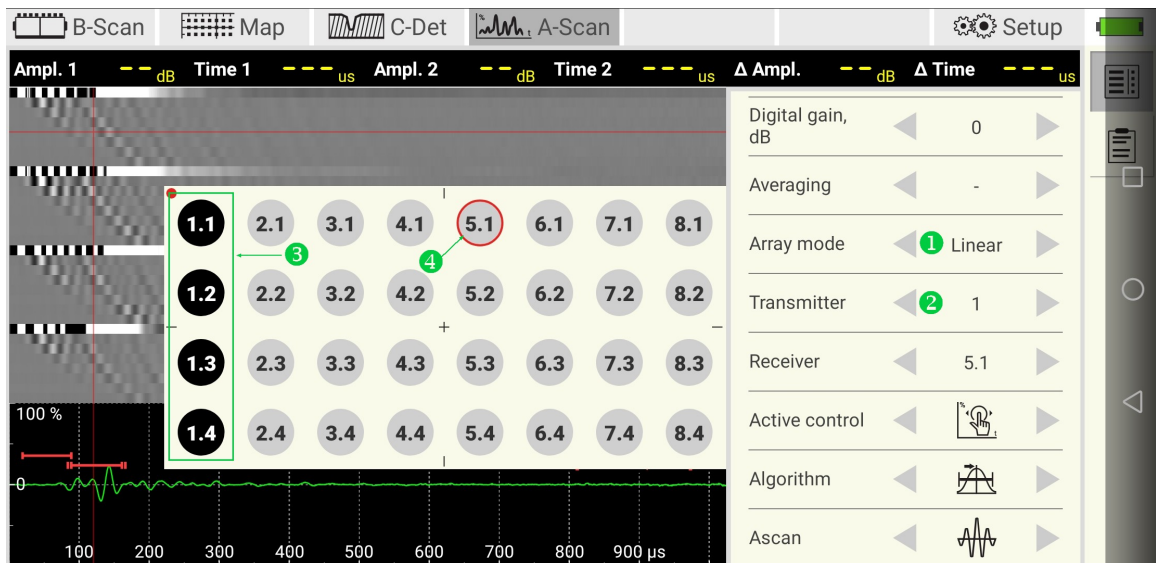 B-Scan Map C-Det A-Scan Setup
Ampl. 1 -- dB Time 1 --- us Ampl. 2 -- dB Time 2 --- us Δ Ampl. -- dB Δ Time --- us
Digital gain, dB 0
Averaging -
Array mode 1 Linear
Transmitter 2 1
Receiver 5.1
Active control
Algorithm
Ascan
1.1 2.1 3.1 4.1 5.1 6.1 7.1 8.1
3 4
1.2 2.2 3.2 4.2 5.2 6.2 7.2 8.2
1.3 2.3 3.3 4.3 5.3 6.3 7.3 8.3
1.4 2.4 3.4 4.4 5.4 6.4 7.4 8.4
100 %
0
100 200 300 400 500 600 700 800 900 µs